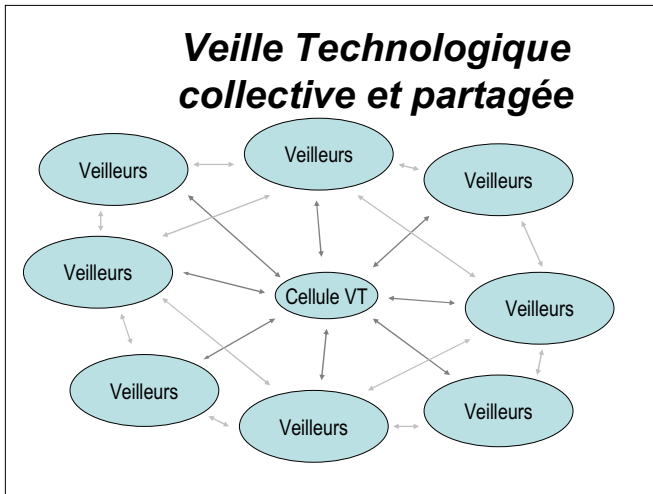 Veille Technologique
collective et partagée
Veilleurs
Veilleurs
Veilleurs
Veilleurs
Cellule VT
Veilleurs
Veilleurs
Veilleurs
Veilleurs